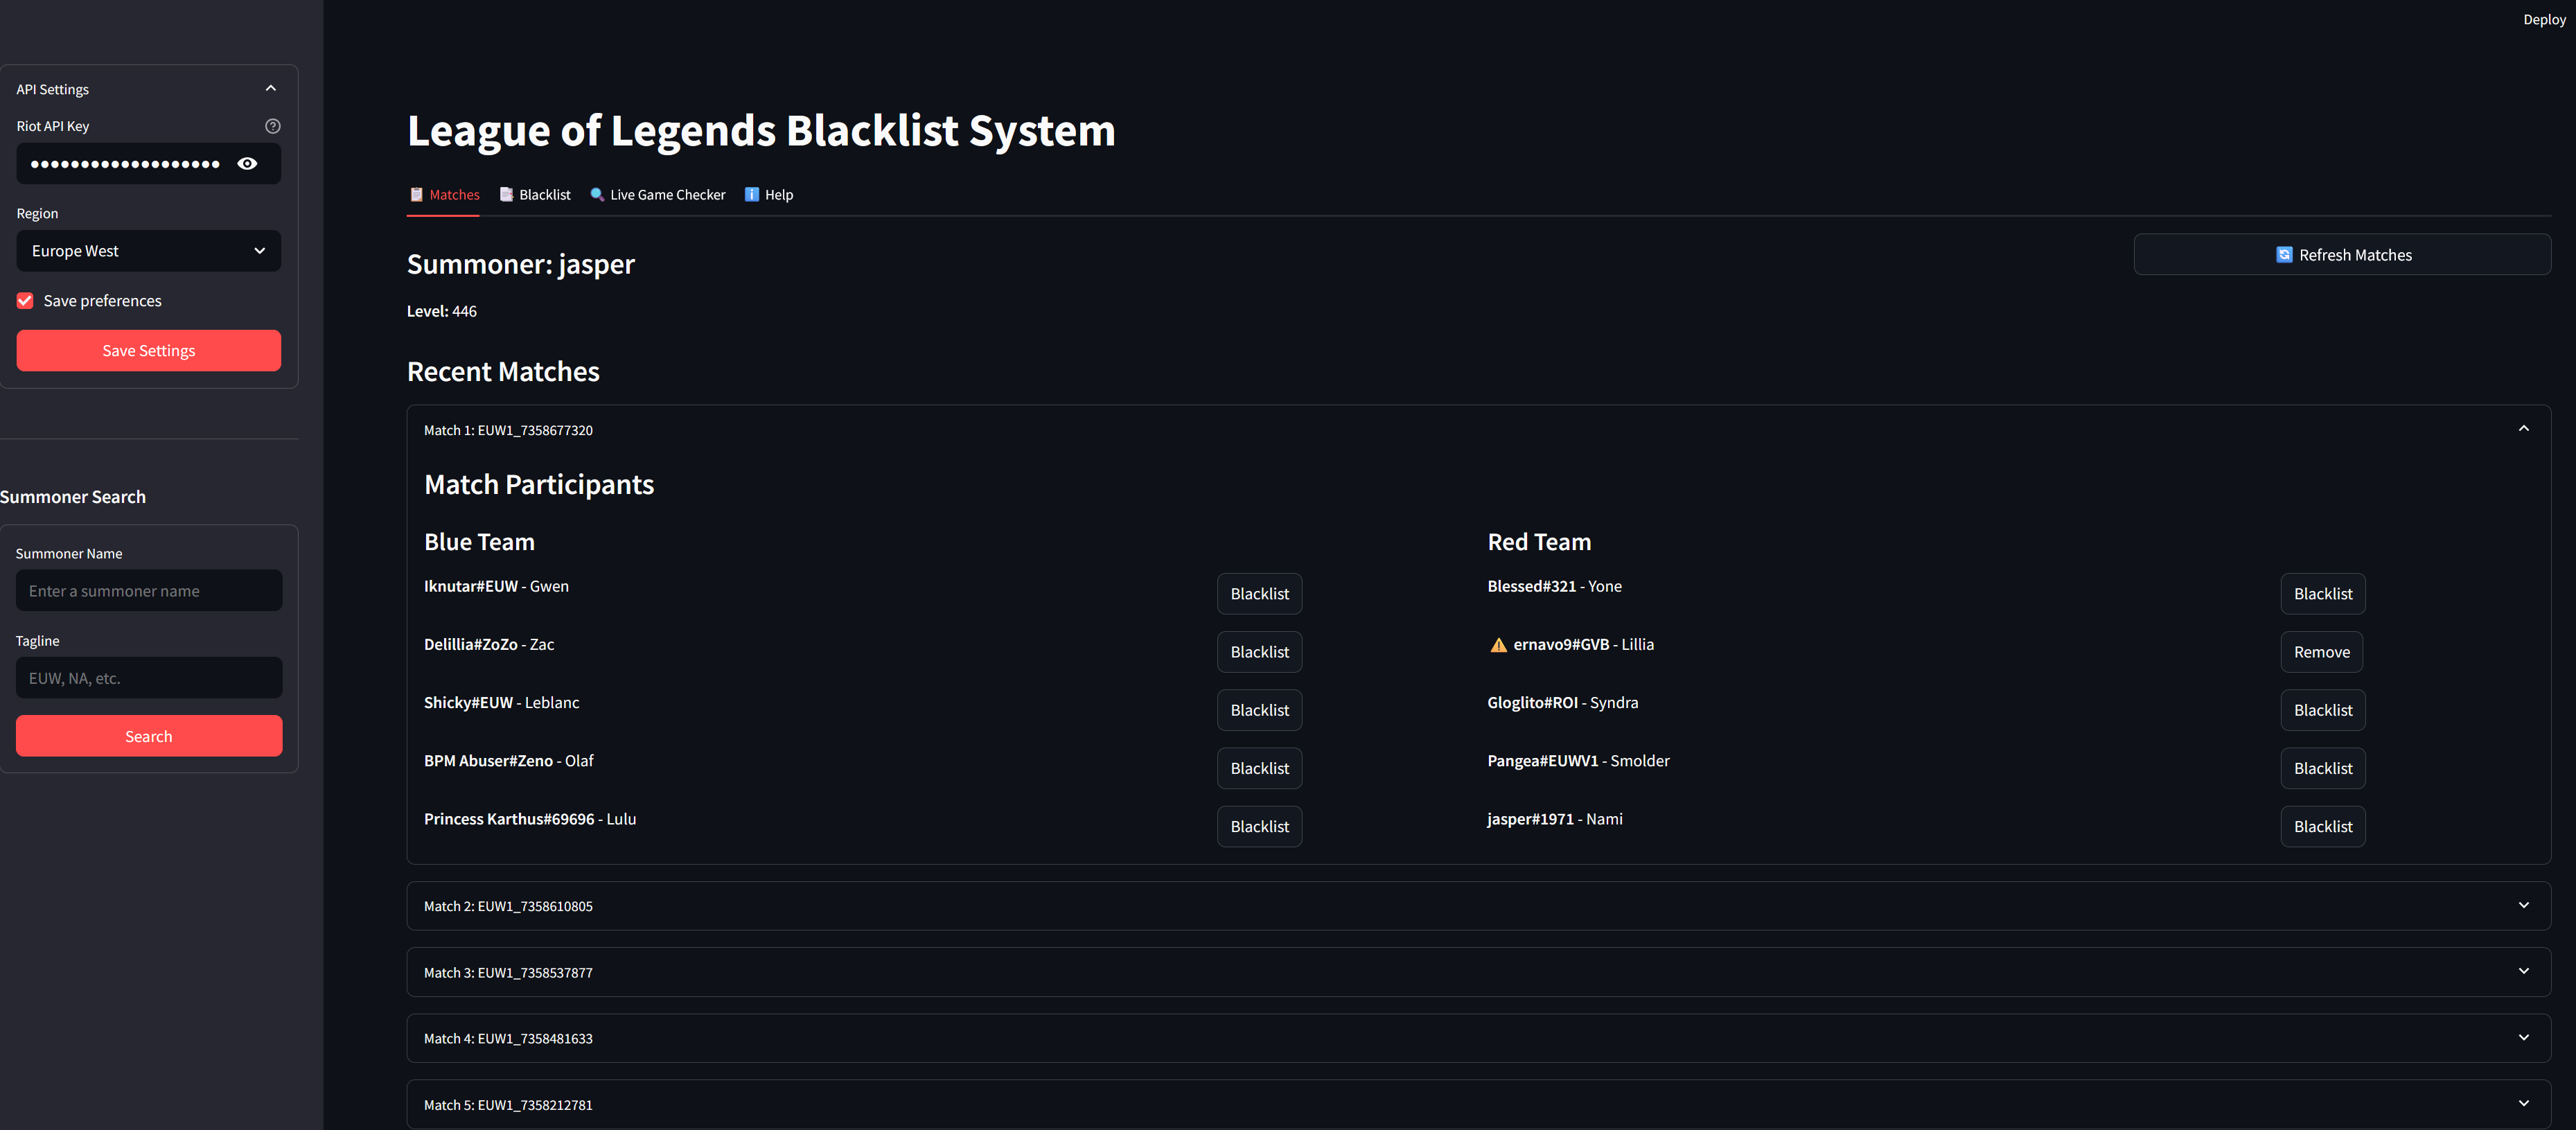 Deploy
API Settings
Riot API Key
Region
Europe West
Save preferences
Save Settings
Summoner Search
Summoner Name
Enter a summoner name
Tagline
EUW, NA, etc.
Search
League of Legends Blacklist System
Matches
Blacklist
Live Game Checker
Help
Summoner: jasper
Refresh Matches
Level: 446
Recent Matches
Match 1: EUW1_7358677320
Match Participants
Blue Team
Iknutar#EUW - Gwen
Blacklist
Delillia#ZoZo - Zac
Blacklist
Shicky#EUW - Leblanc
Blacklist
BPM Abuser#Zeno - Olaf
Blacklist
Princess Karthus#69696 - Lulu
Blacklist
Red Team
Blessed#321 - Yone
Blacklist
ernavo9#GVB - Lillia
Remove
Gloglito#ROI - Syndra
Blacklist
Pangea#EUWV1 - Smolder
Blacklist
jasper#1971 - Nami
Blacklist
Match 2: EUW1_7358610805
Match 3: EUW1_7358537877
Match 4: EUW1_7358481633
Match 5: EUW1_7358212781